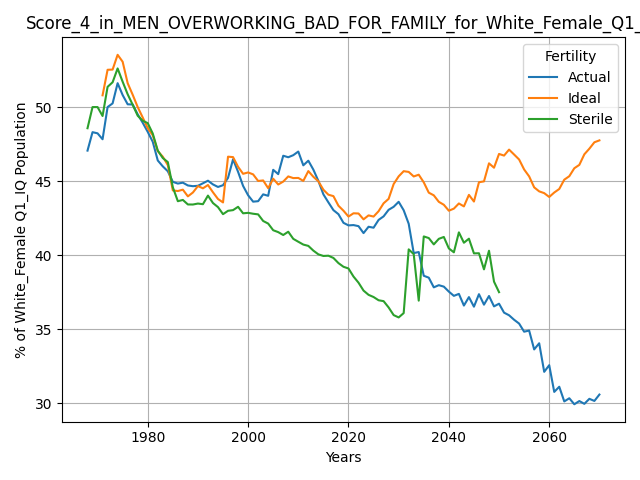 Score_4_in_MEN_OVERWORKING_BAD_FOR_FAMILY_for_White_Female_Q1_
Fertility
Actual
Ideal
Sterile
% of White_Female Q1_IQ Population
50
45
40
35
30
1980
2000
2020
2040
2060
Years